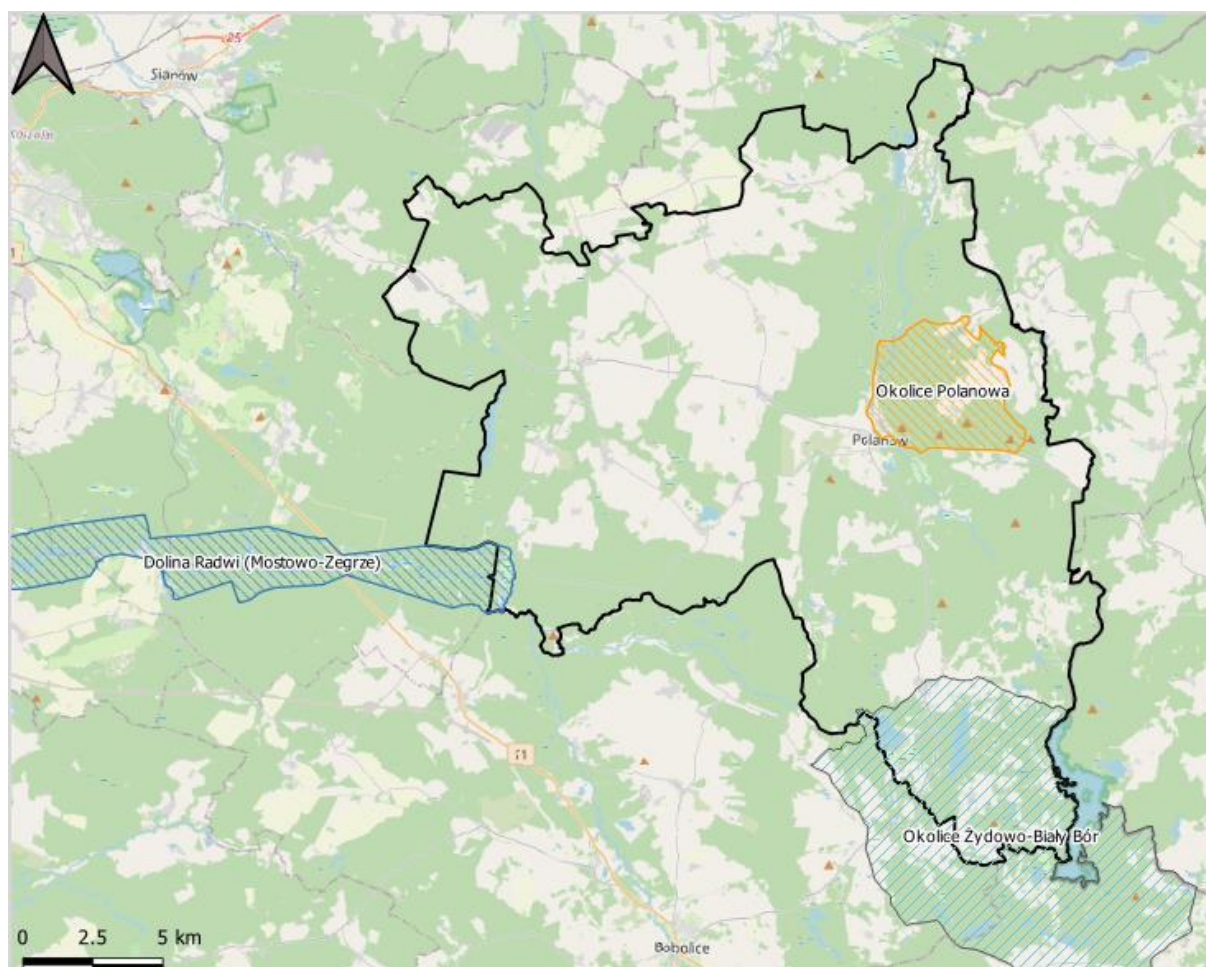 25
Sianów
11
Okolice Polanowa
Polanów
Dolina Radwi (Mostowo-Zegrze)
11
Okolice Żydowo-Biały Bór
0 2.5 5 km
Bobolice